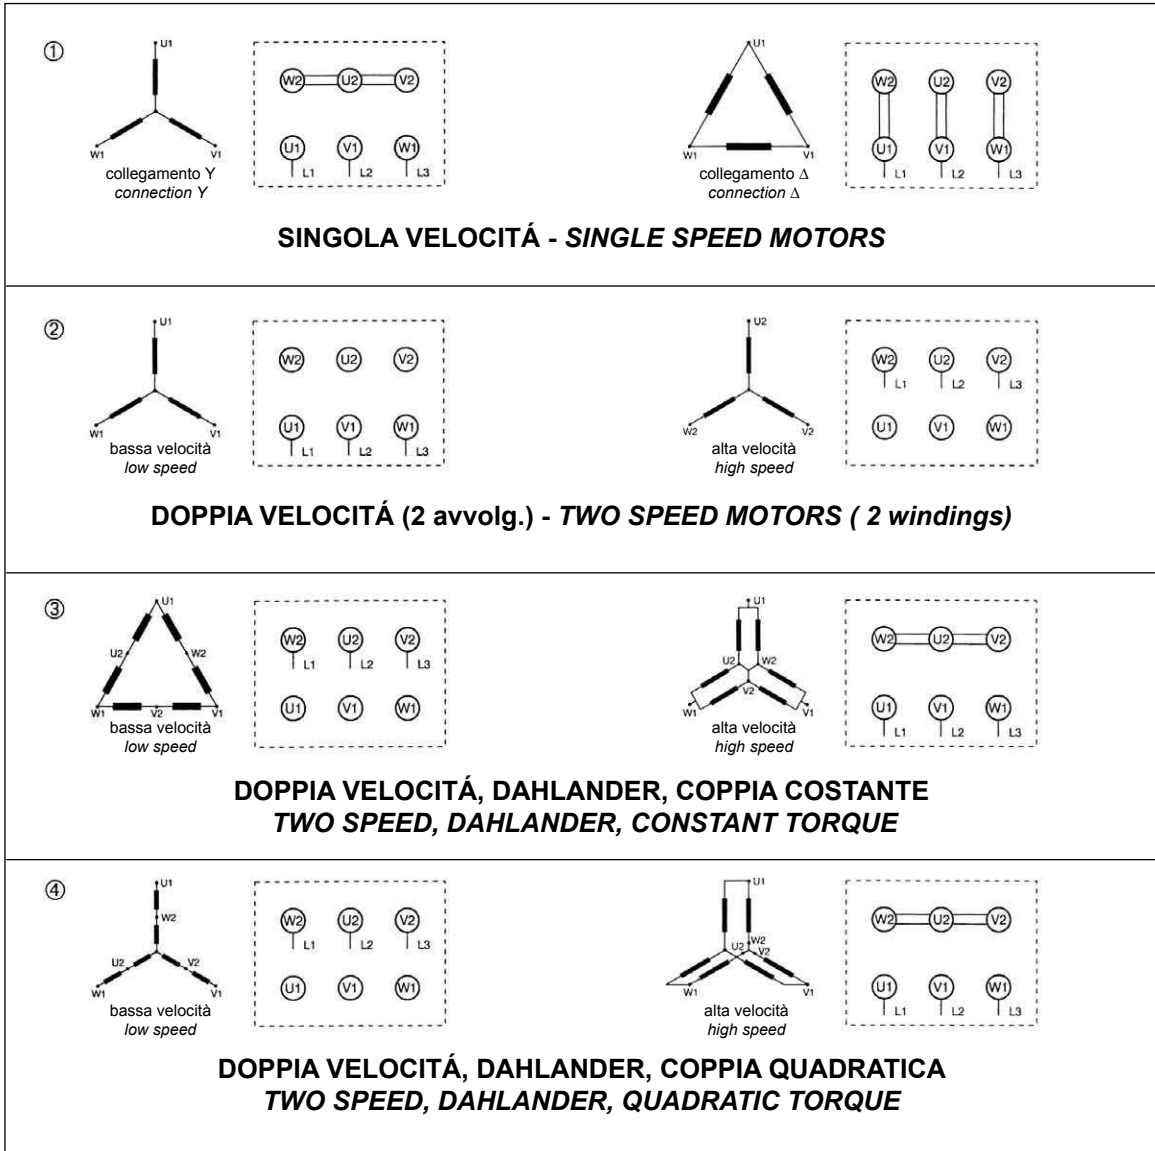 ①
U1
W1
V1
collegamento Y
connection Y
W2 U2 V2
U1 V1 W1
L1 L2 L3
U1
W1
V1
collegamento Δ
connection Δ
W2 U2 V2
U1 V1 W1
L1 L2 L3
SINGOLA VELOCITÁ - SINGLE SPEED MOTORS
②
U1
W1
V1
bassa velocità
low speed
W2 U2 V2
U1 V1 W1
L1 L2 L3
U2
W2
V2
alta velocità
high speed
W2 U2 V2
L1 L2 L3
U1 V1 W1
DOPPIA VELOCITÁ (2 avvolg.) - TWO SPEED MOTORS ( 2 windings)
③
U1
U2 W2
W1 V2 V1
bassa velocità
low speed
W2 U2 V2
L1 L2 L3
U1 V1 W1
U1
U2 W2
V2
W1 V1
alta velocità
high speed
W2 U2 V2
U1 V1 W1
L1 L2 L3
DOPPIA VELOCITÁ, DAHLANDER, COPPIA COSTANTE
TWO SPEED, DAHLANDER, CONSTANT TORQUE
④
U1
W2
U2 V2
W1 V1
bassa velocità
low speed
W2 U2 V2
L1 L2 L3
U1 V1 W1
U1
U2 W2
V2
W1 V1
alta velocità
high speed
W2 U2 V2
U1 V1 W1
L1 L2 L3
DOPPIA VELOCITÁ, DAHLANDER, COPPIA QUADRATICA
TWO SPEED, DAHLANDER, QUADRATIC TORQUE